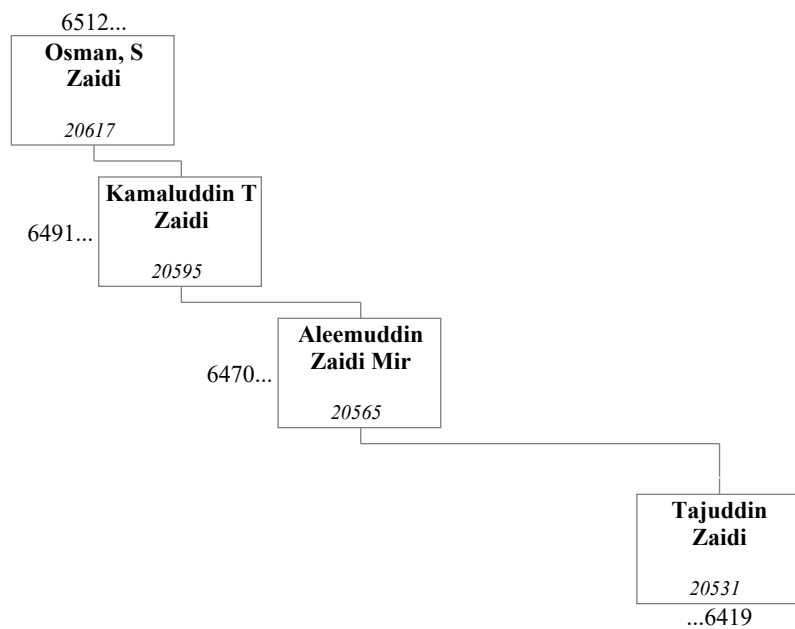 6512...
Osman, S
Zaidi
20617
Kamaluddin T
Zaidi
6491...
20595
Aleemuddin
Zaidi Mir
6470...
20565
Tajuddin
Zaidi
20531
...6419